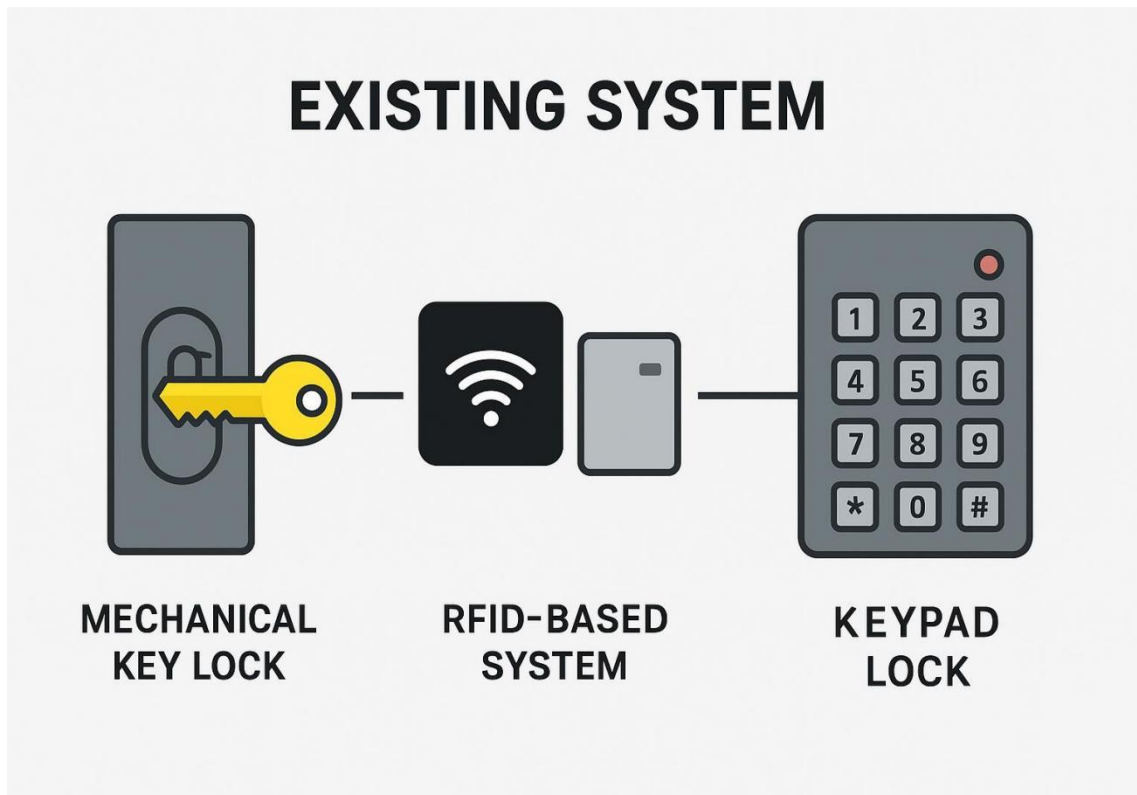 EXISTING SYSTEM
1 2 3
4 5 6
7 8 9
* 0 #
MECHANICAL
KEY LOCK
RFID-BASED
SYSTEM
KEYPAD
LOCK